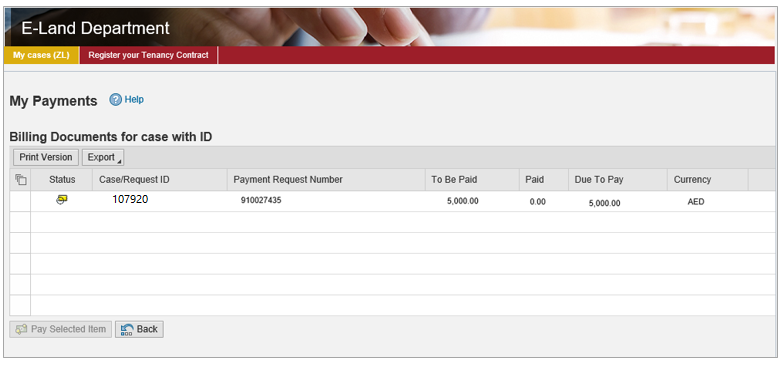 E-Land Department
My cases (ZL) Register your Tenancy Contract
My Payments Help
Billing Documents for case with ID
Print Version Export
Status Case/Request ID Payment Request Number To Be Paid Paid Due To Pay Currency
107920 910027435 5,000.00 0.00 5,000.00 AED
Pay Selected Item Back